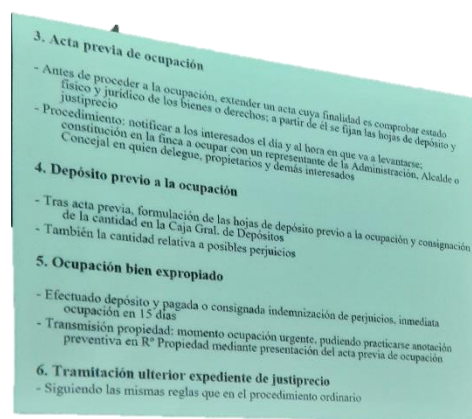 3. Acta previa de ocupación
- Antes de proceder a la ocupación, extender un acta cuya finalidad es comprobar estado
físico y jurídico de los bienes o derechos; a partir de él se fijan las hojas de depósito y
justiprecio
- Procedimiento: notificar a los interesados el día y al hora en que va a levantarse;
constitución en la finca a ocupar con un representante de la Administración, Alcalde o
Concejal en quien delegue, propietarios y demás interesados
4. Depósito previo a la ocupación
- Tras acta previa, formulación de las hojas de depósito previo a la ocupación y consignación
de la cantidad en la Caja Gral. de Depósitos
- También la cantidad relativa a posibles perjuicios
5. Ocupación bien expropiado
- Efectuado depósito y pagada o consignada indemnización de perjuicios, inmediata
ocupación en 15 días
- Transmisión propiedad: momento ocupación urgente, pudiendo practicarse anotación
preventiva en Rº Propiedad mediante presentación del acta previa de ocupación
6. Tramitación ulterior expediente de justiprecio
- Siguiendo las mismas reglas que en el procedimiento ordinario